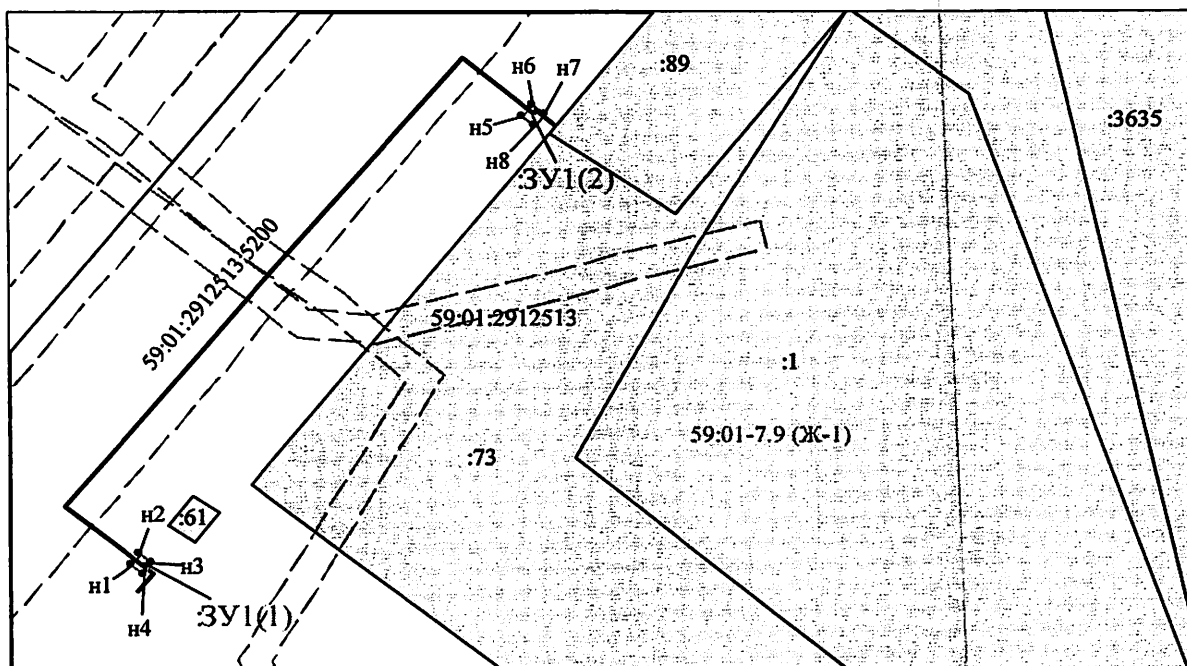 :89
н6
н7
:3635
н5
н8
:ЗУ1(2)
59:01:2912513:5200
59:01:2912513
:1
59:01-7.9 (Ж-1)
:73
:61
н2
н3
н1
:ЗУ1(1)
н4